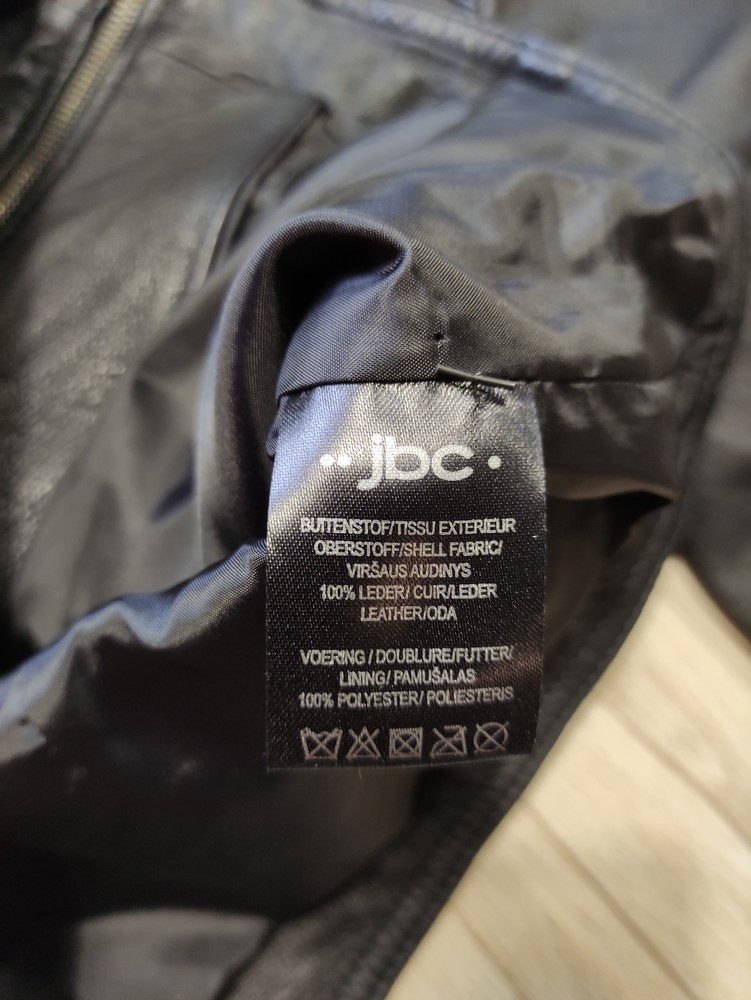 •• jbc •
BUITENSTOF/TISSU EXTERIEUR
OBERSTOFF/SHELL FABRIC/
VIRŠAUS AUDINYS
100% LEDER/ CUIR/LEDER
LEATHER/ODA
VOERING / DOUBLURE/FUTTER/
LINING/ PAMUŠALAS
100% POLYESTER/ POLIESTERIS